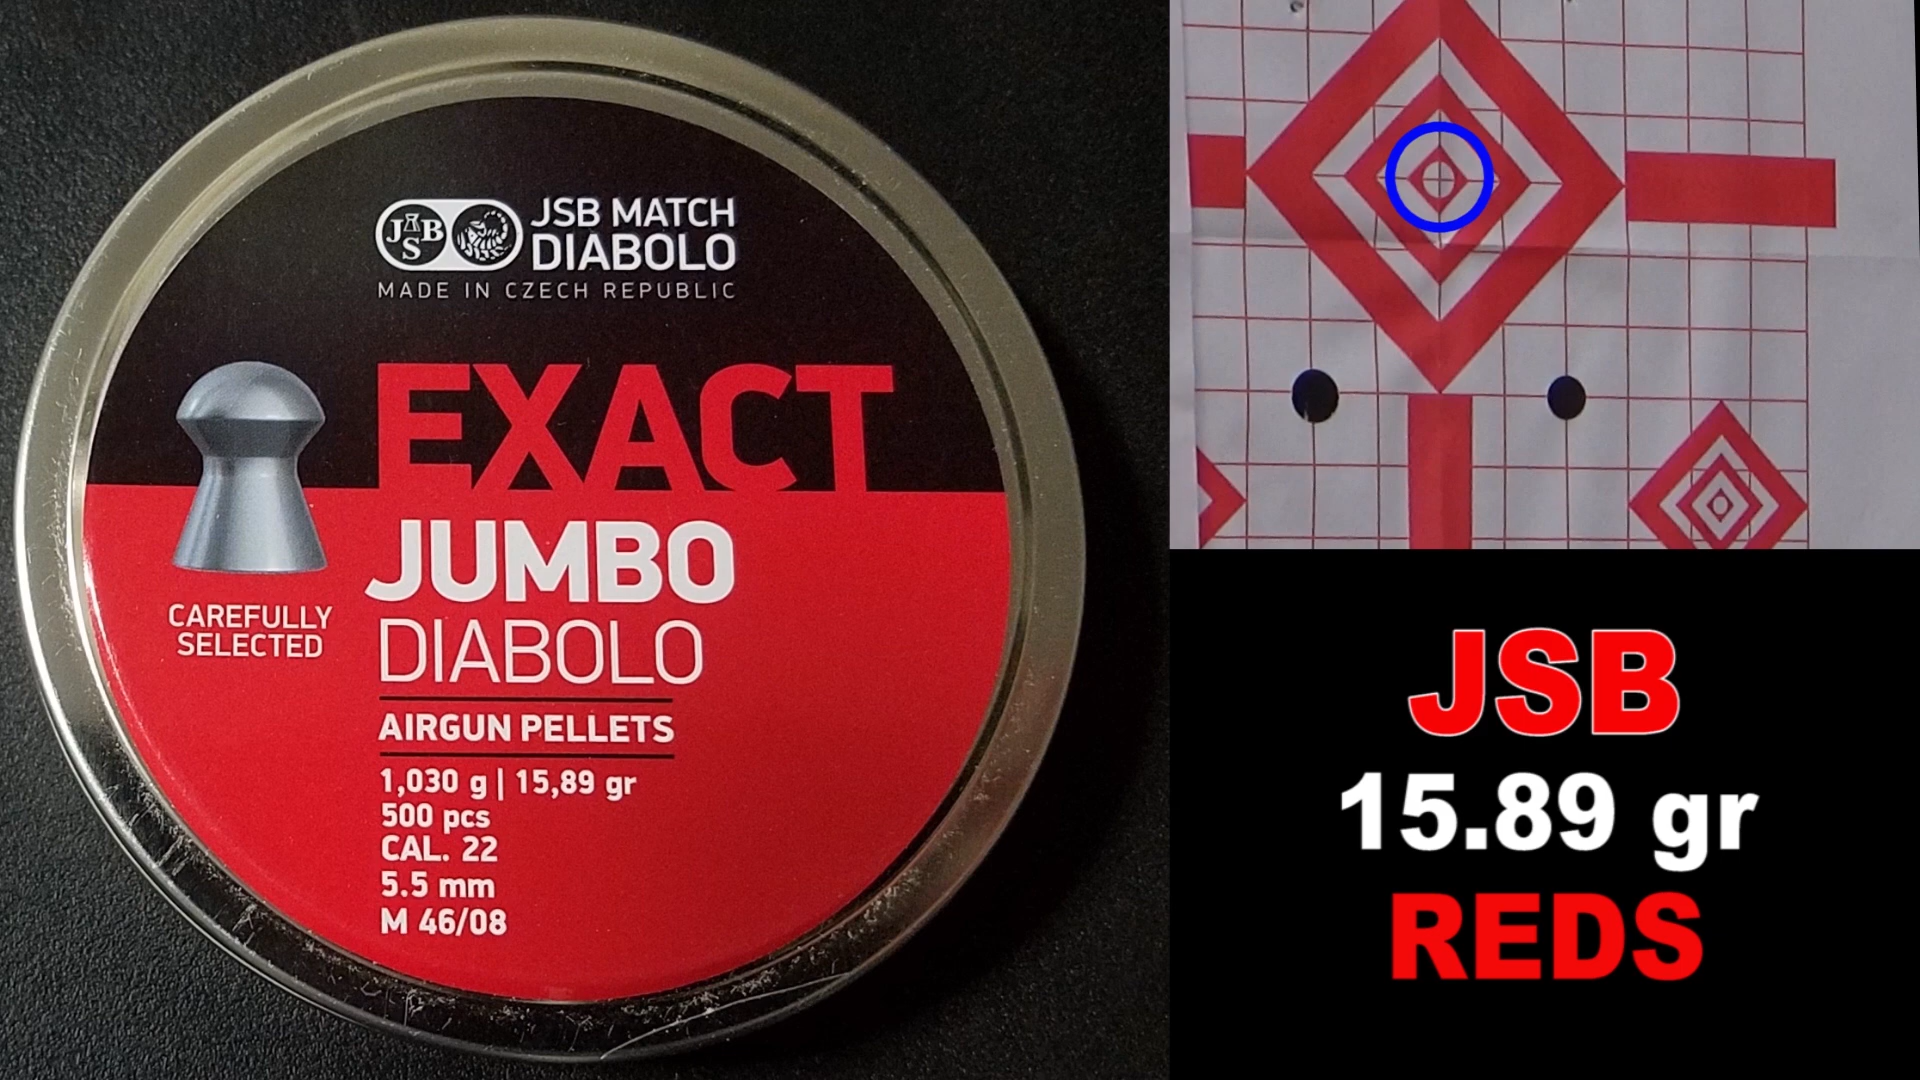 JSB
JSB MATCH
DIABOLO
MADE IN CZECH REPUBLIC
EXACT
JUMBO
DIABOLO
CAREFULLY
SELECTED
AIRGUN PELLETS
1,030 g | 15,89 gr
500 pcs
CAL. 22
5.5 mm
M 46/08
JSB
15.89 gr
REDS